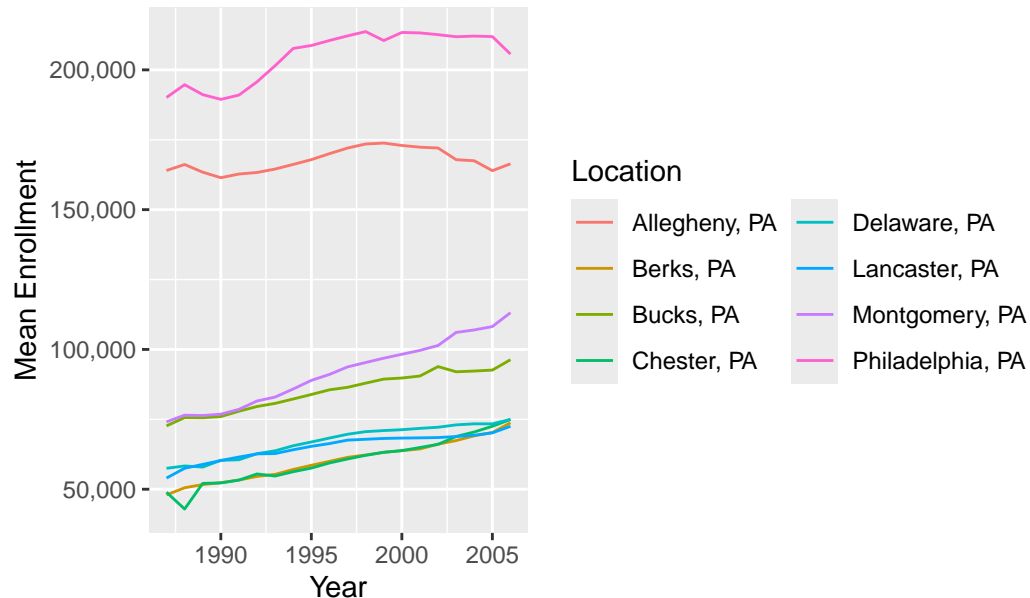 Mean Enrollment
200,000
150,000
100,000
50,000
1990 1995 2000 2005
Year
Location
Allegheny, PA Delaware, PA
Berks, PA Lancaster, PA
Bucks, PA Montgomery, PA
Chester, PA Philadelphia, PA